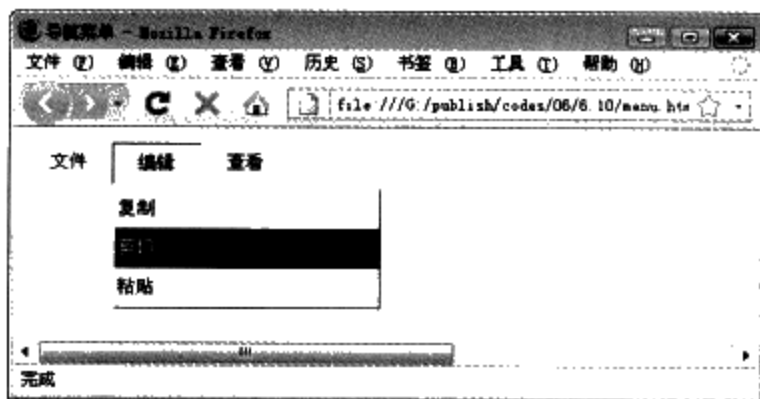 导航菜单 - Mozilla Firefox
文件 (F) 编辑 (E) 查看 (V) 历史 (S) 书签 (B) 工具 (T) 帮助 (H)
file:///G:/publish/codes/06/6.10/menu.htm
文件 编辑 查看
复制
粘贴
完成